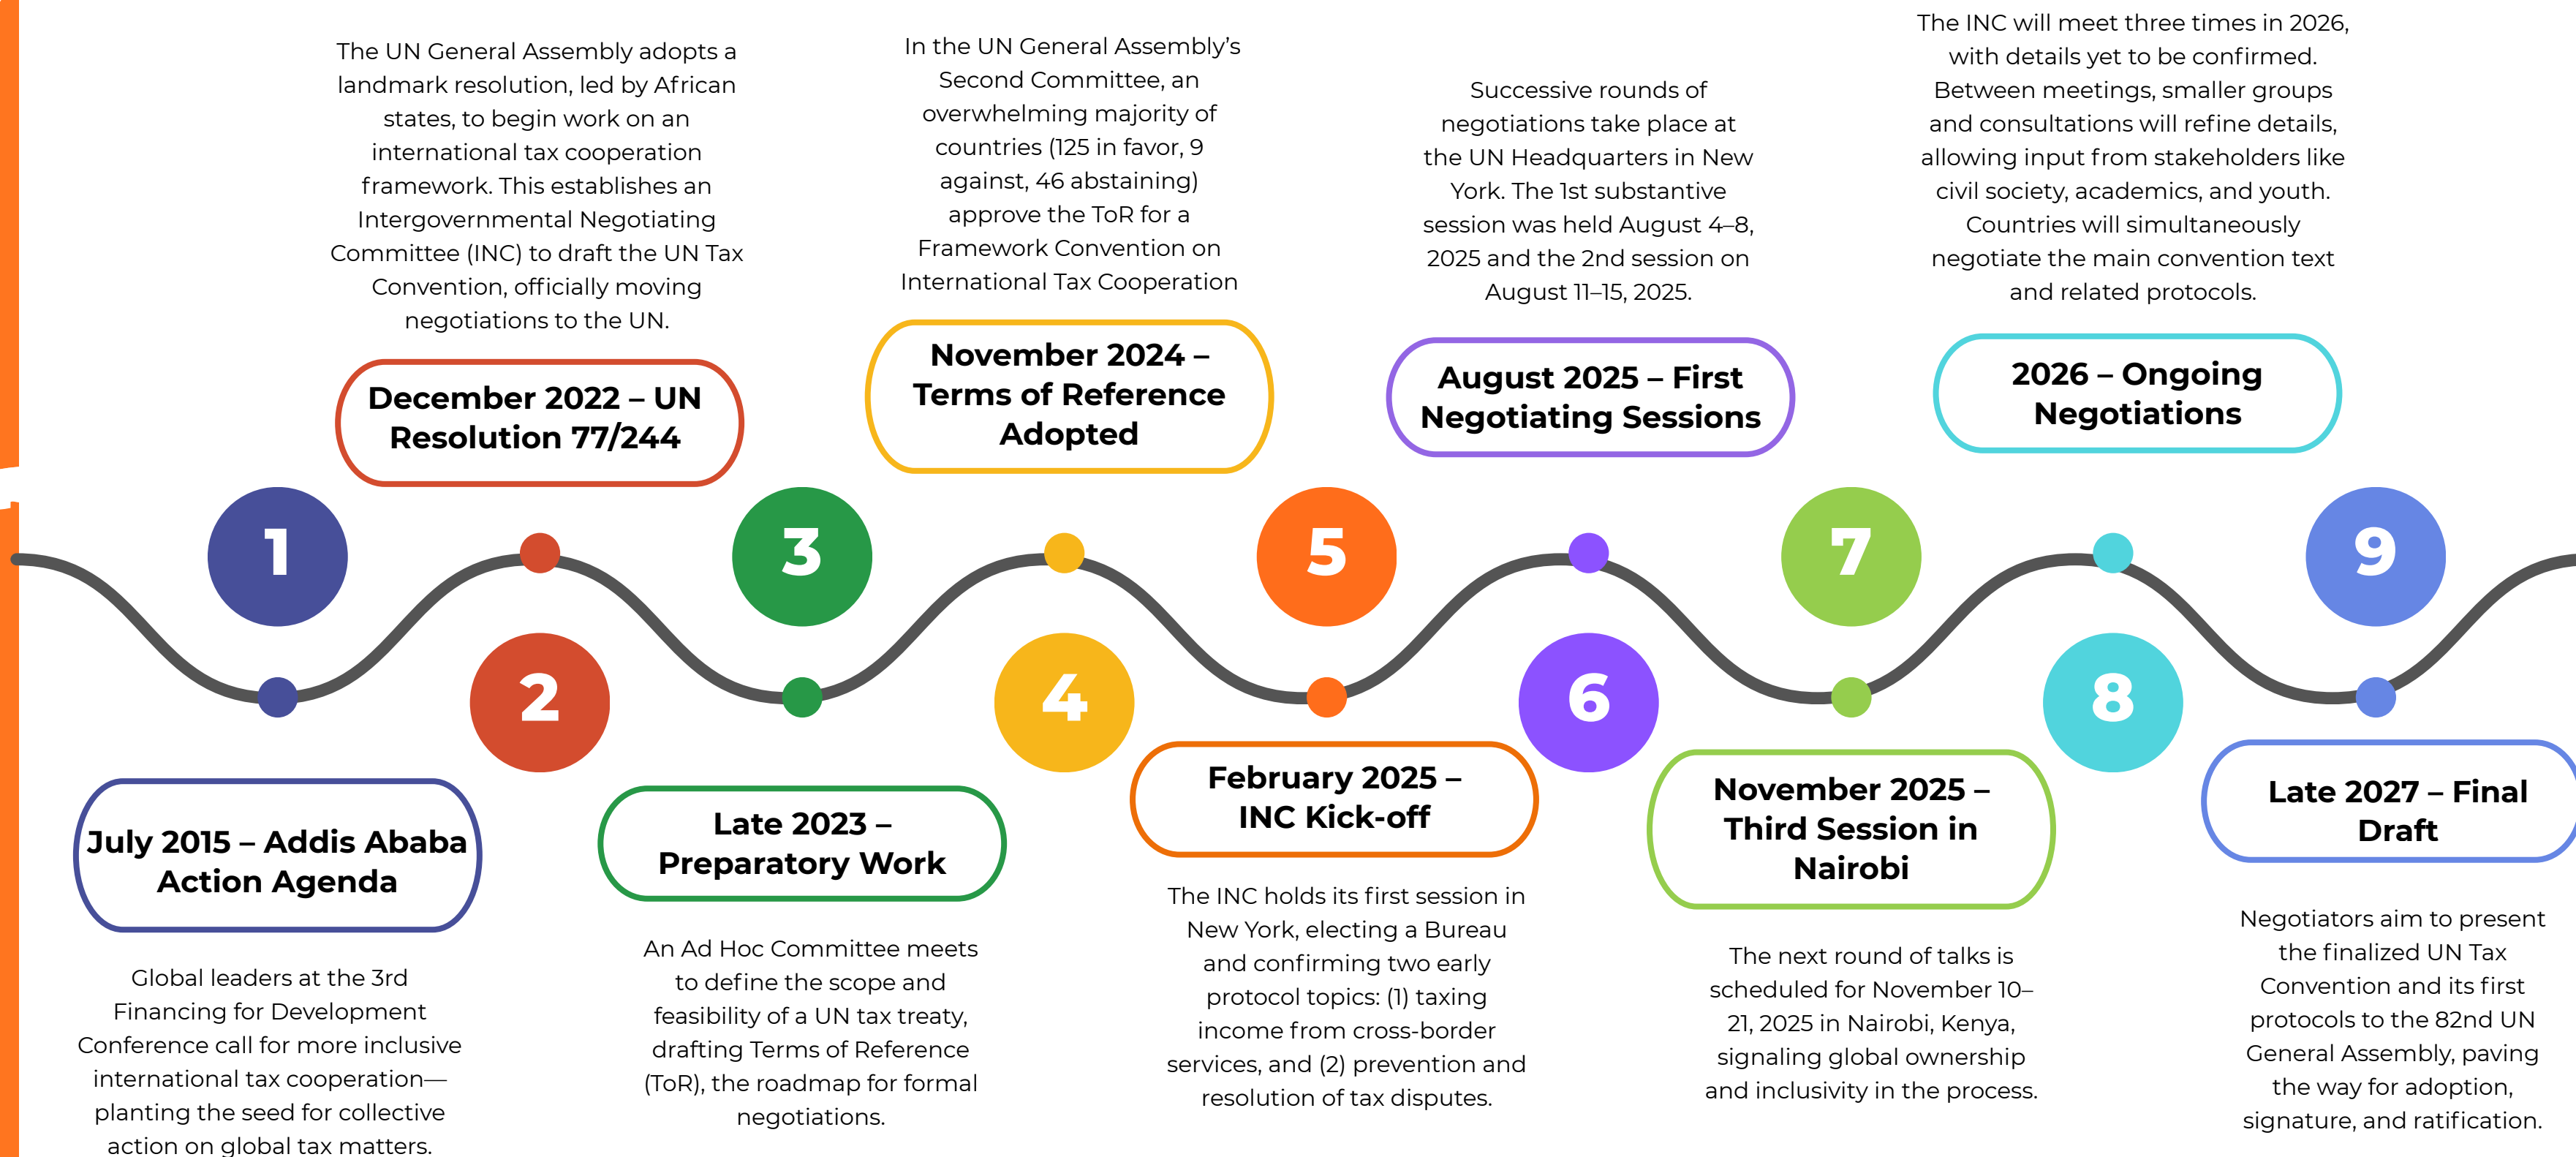 1
July 2015 – Addis Ababa
Action Agenda
Global leaders at the 3rd
Financing for Development
Conference call for more inclusive
international tax cooperation—
planting the seed for collective
action on global tax matters.
The UN General Assembly adopts a
landmark resolution, led by African
states, to begin work on an
international tax cooperation
framework. This establishes an
Intergovernmental Negotiating
Committee (INC) to draft the UN Tax
Convention, officially moving
negotiations to the UN.
December 2022 – UN
Resolution 77/244
2
3
Late 2023 –
Preparatory Work
An Ad Hoc Committee meets
to define the scope and
feasibility of a UN tax treaty,
drafting Terms of Reference
(ToR), the roadmap for formal
negotiations.
In the UN General Assembly’s
Second Committee, an
overwhelming majority of
countries (125 in favor, 9
against, 46 abstaining)
approve the ToR for a
Framework Convention on
International Tax Cooperation
November 2024 –
Terms of Reference
Adopted
4
5
February 2025 –
INC Kick-off
The INC holds its first session in
New York, electing a Bureau
and confirming two early
protocol topics: (1) taxing
income from cross-border
services, and (2) prevention and
resolution of tax disputes.
Successive rounds of
negotiations take place at
the UN Headquarters in New
York. The 1st substantive
session was held August 4–8,
2025 and the 2nd session on
August 11–15, 2025.
August 2025 – First
Negotiating Sessions
6
7
November 2025 –
Third Session in
Nairobi
The next round of talks is
scheduled for November 10–
21, 2025 in Nairobi, Kenya,
signaling global ownership
and inclusivity in the process.
The INC will meet three times in 2026,
with details yet to be confirmed.
Between meetings, smaller groups
and consultations will refine details,
allowing input from stakeholders like
civil society, academics, and youth.
Countries will simultaneously
negotiate the main convention text
and related protocols.
2026 – Ongoing
Negotiations
8
9
Late 2027 – Final
Draft
Negotiators aim to present
the finalized UN Tax
Convention and its first
protocols to the 82nd UN
General Assembly, paving
the way for adoption,
signature, and ratification.